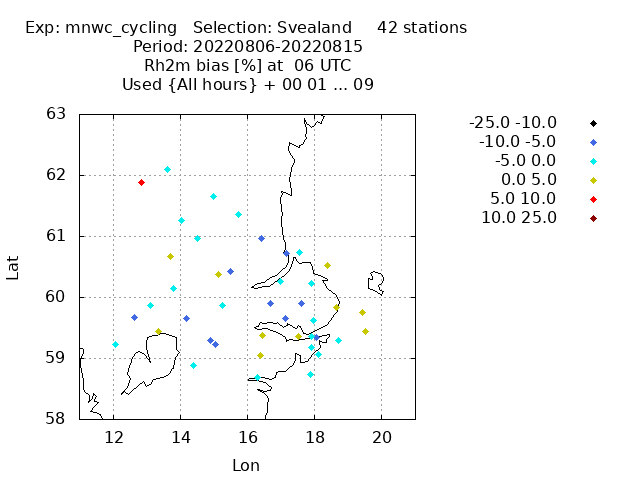 Exp: mnwc_cycling   Selection: Svealand     42 stations
Period: 20220806-20220815
Rh2m bias [%] at  06 UTC
Used {All hours} + 00 01 ... 09
-25.0 -10.0
-10.0 -5.0
-5.0 0.0
0.0 5.0
5.0 10.0
10.0 25.0
63
62
61
60
59
58
Lat
12 14 16 18 20
Lon